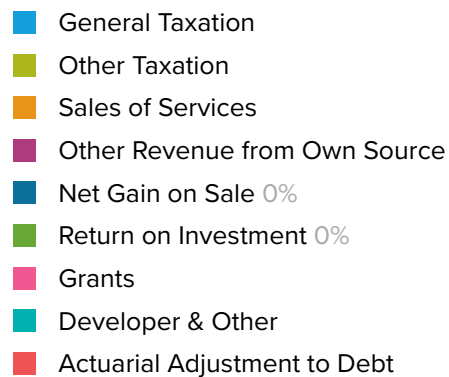 General Taxation
Other Taxation
Sales of Services
Other Revenue from Own Source
Net Gain on Sale 0%
Return on Investment 0%
Grants
Developer & Other
Actuarial Adjustment to Debt